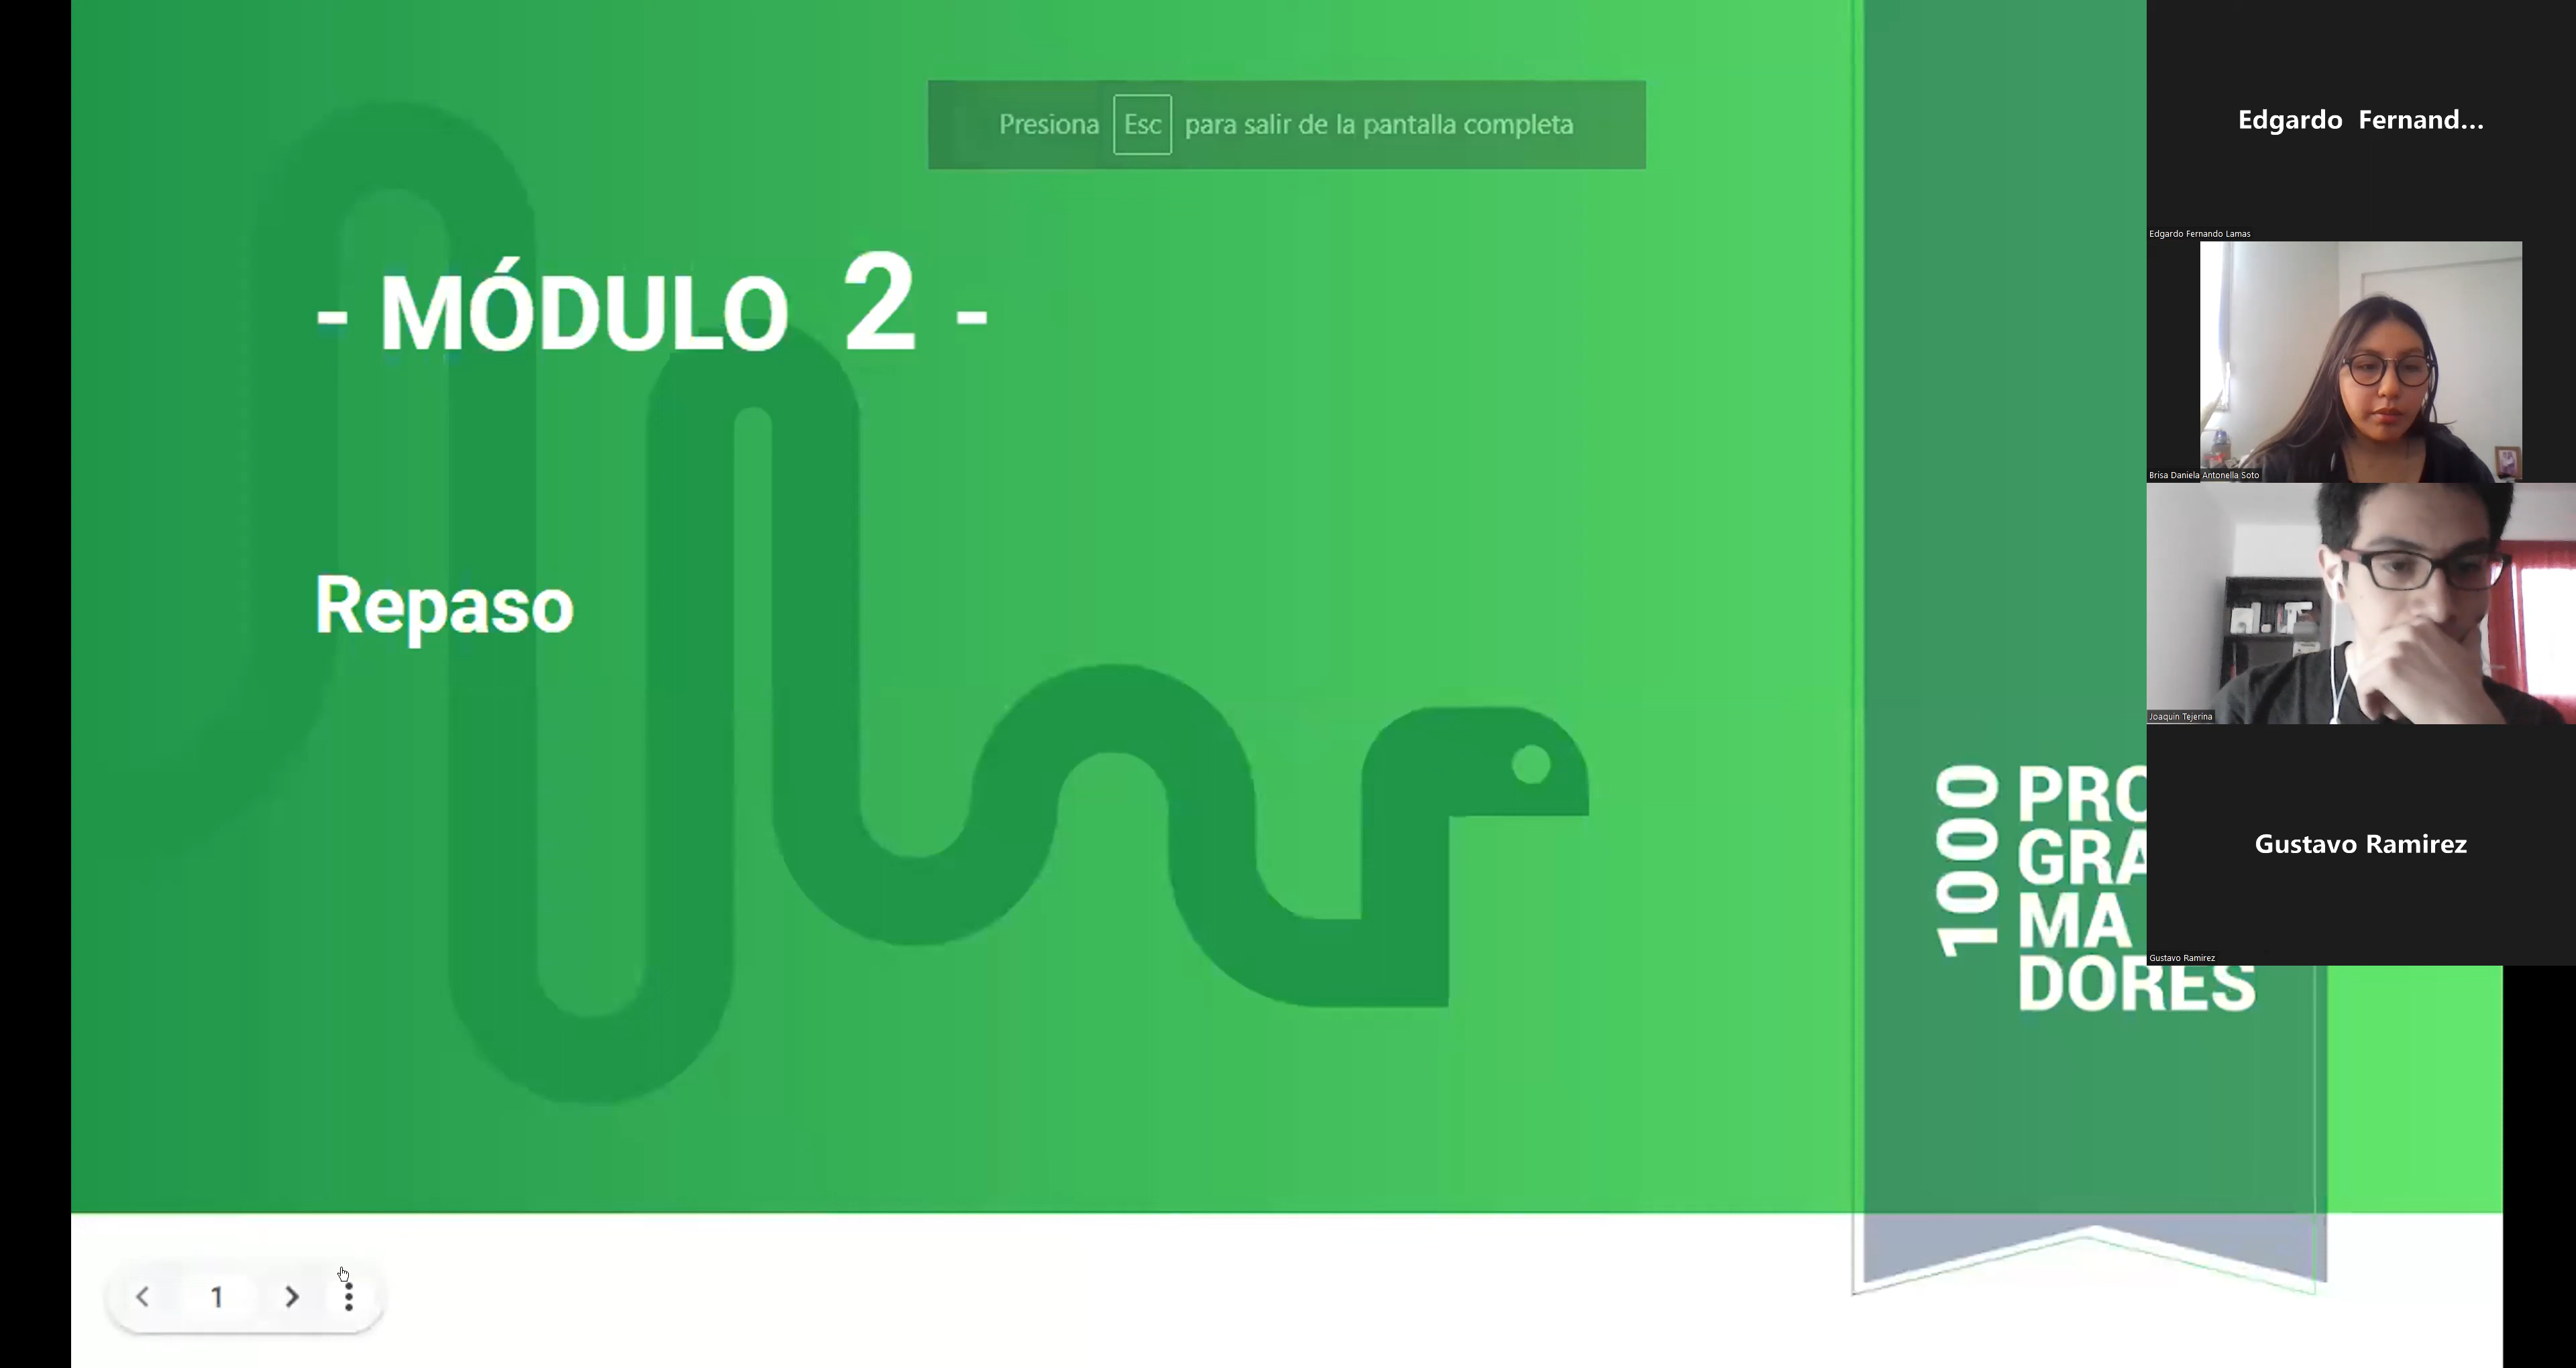 Presiona Esc para salir de la pantalla completa
- MÓDULO 2 -
Repaso
1000
PRO
GRA
MA
DORES
1
Edgardo Fernand...
Edgardo Fernando Lamas
Brisa Daniela Antonella Soto
Joaquín Tejerina
Gustavo Ramirez
Gustavo Ramirez